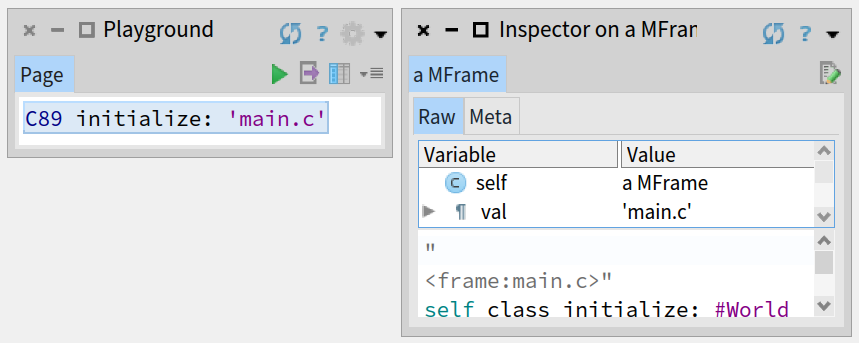 Playground
?
Page
C89 initialize: 'main.c'
Inspector on a MFran
?
a MFrame
Raw Meta
Variable Value
C self a MFrame
¶ val 'main.c'
"
<frame:main.c>"
self class initialize: #World